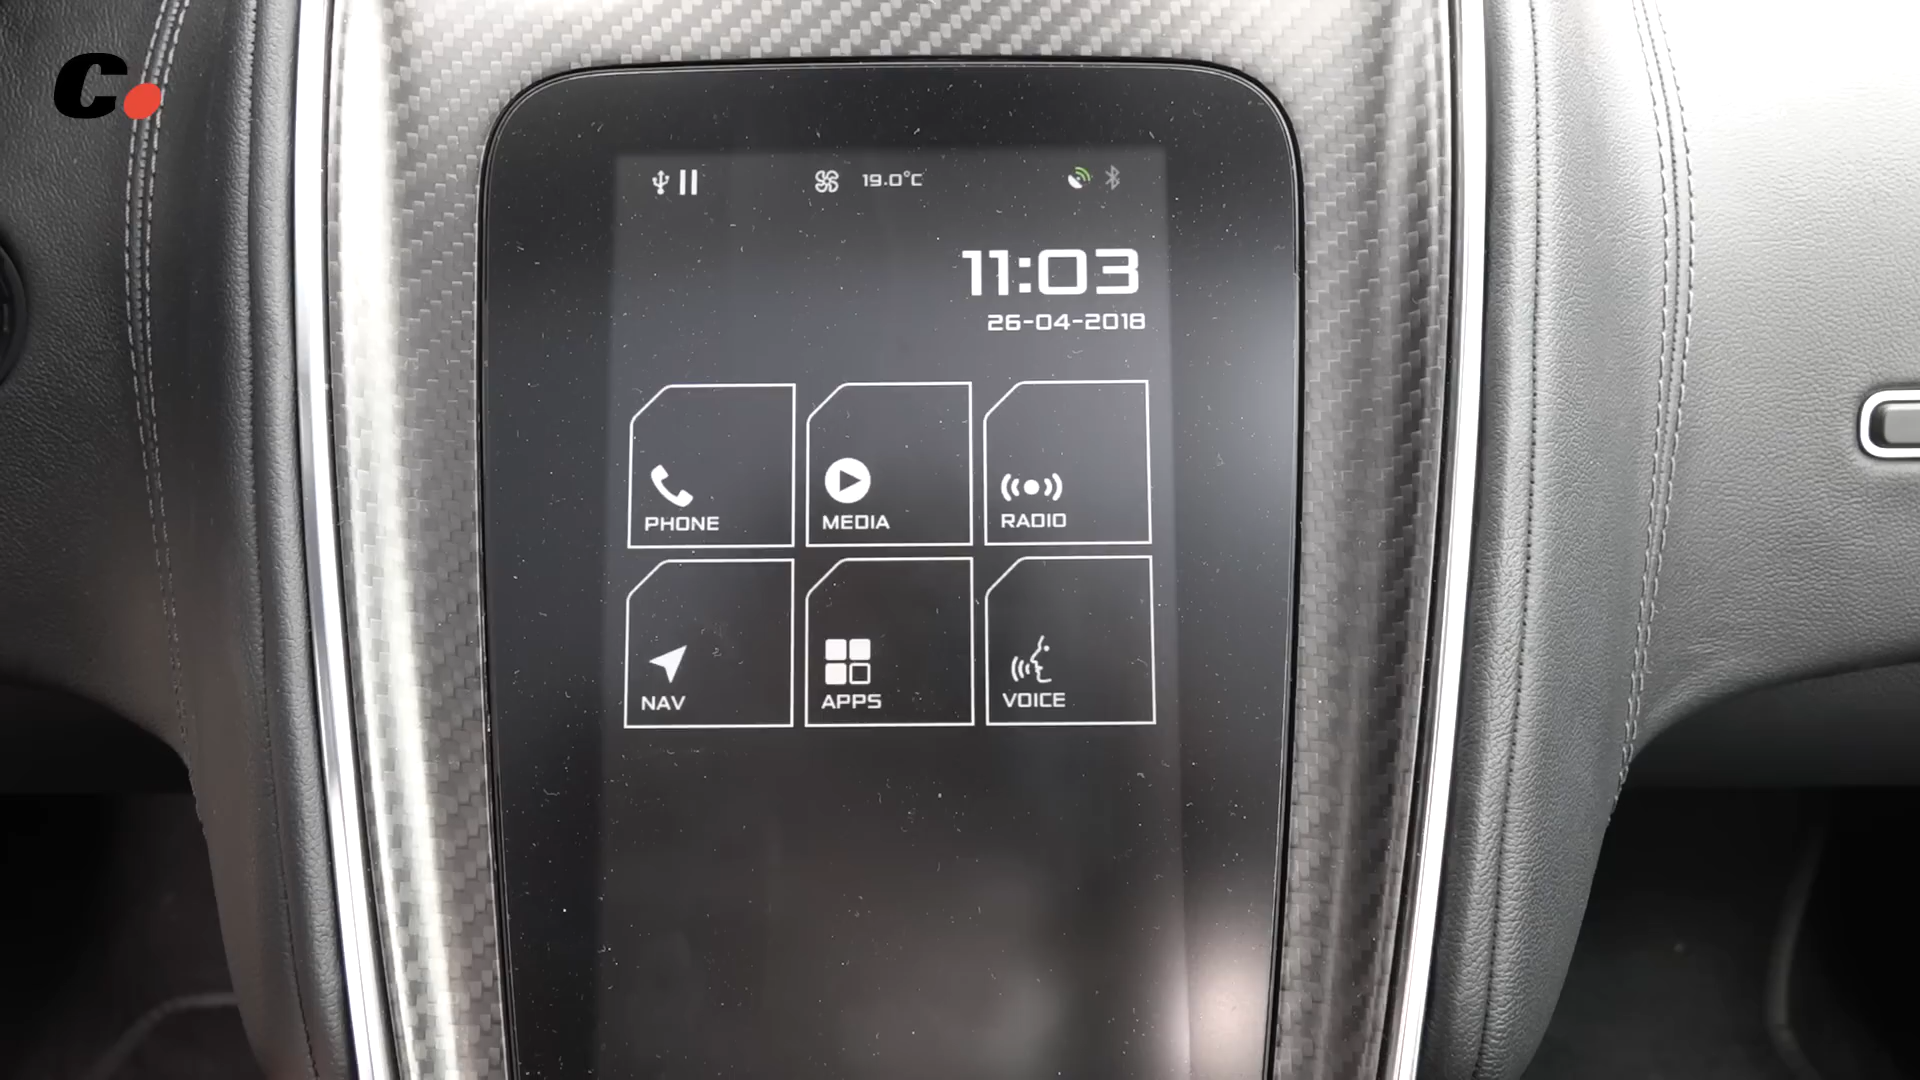 C.
19.0°C
11:03
26-04-2018
PHONE
MEDIA
RADIO
NAV
APPS
VOICE